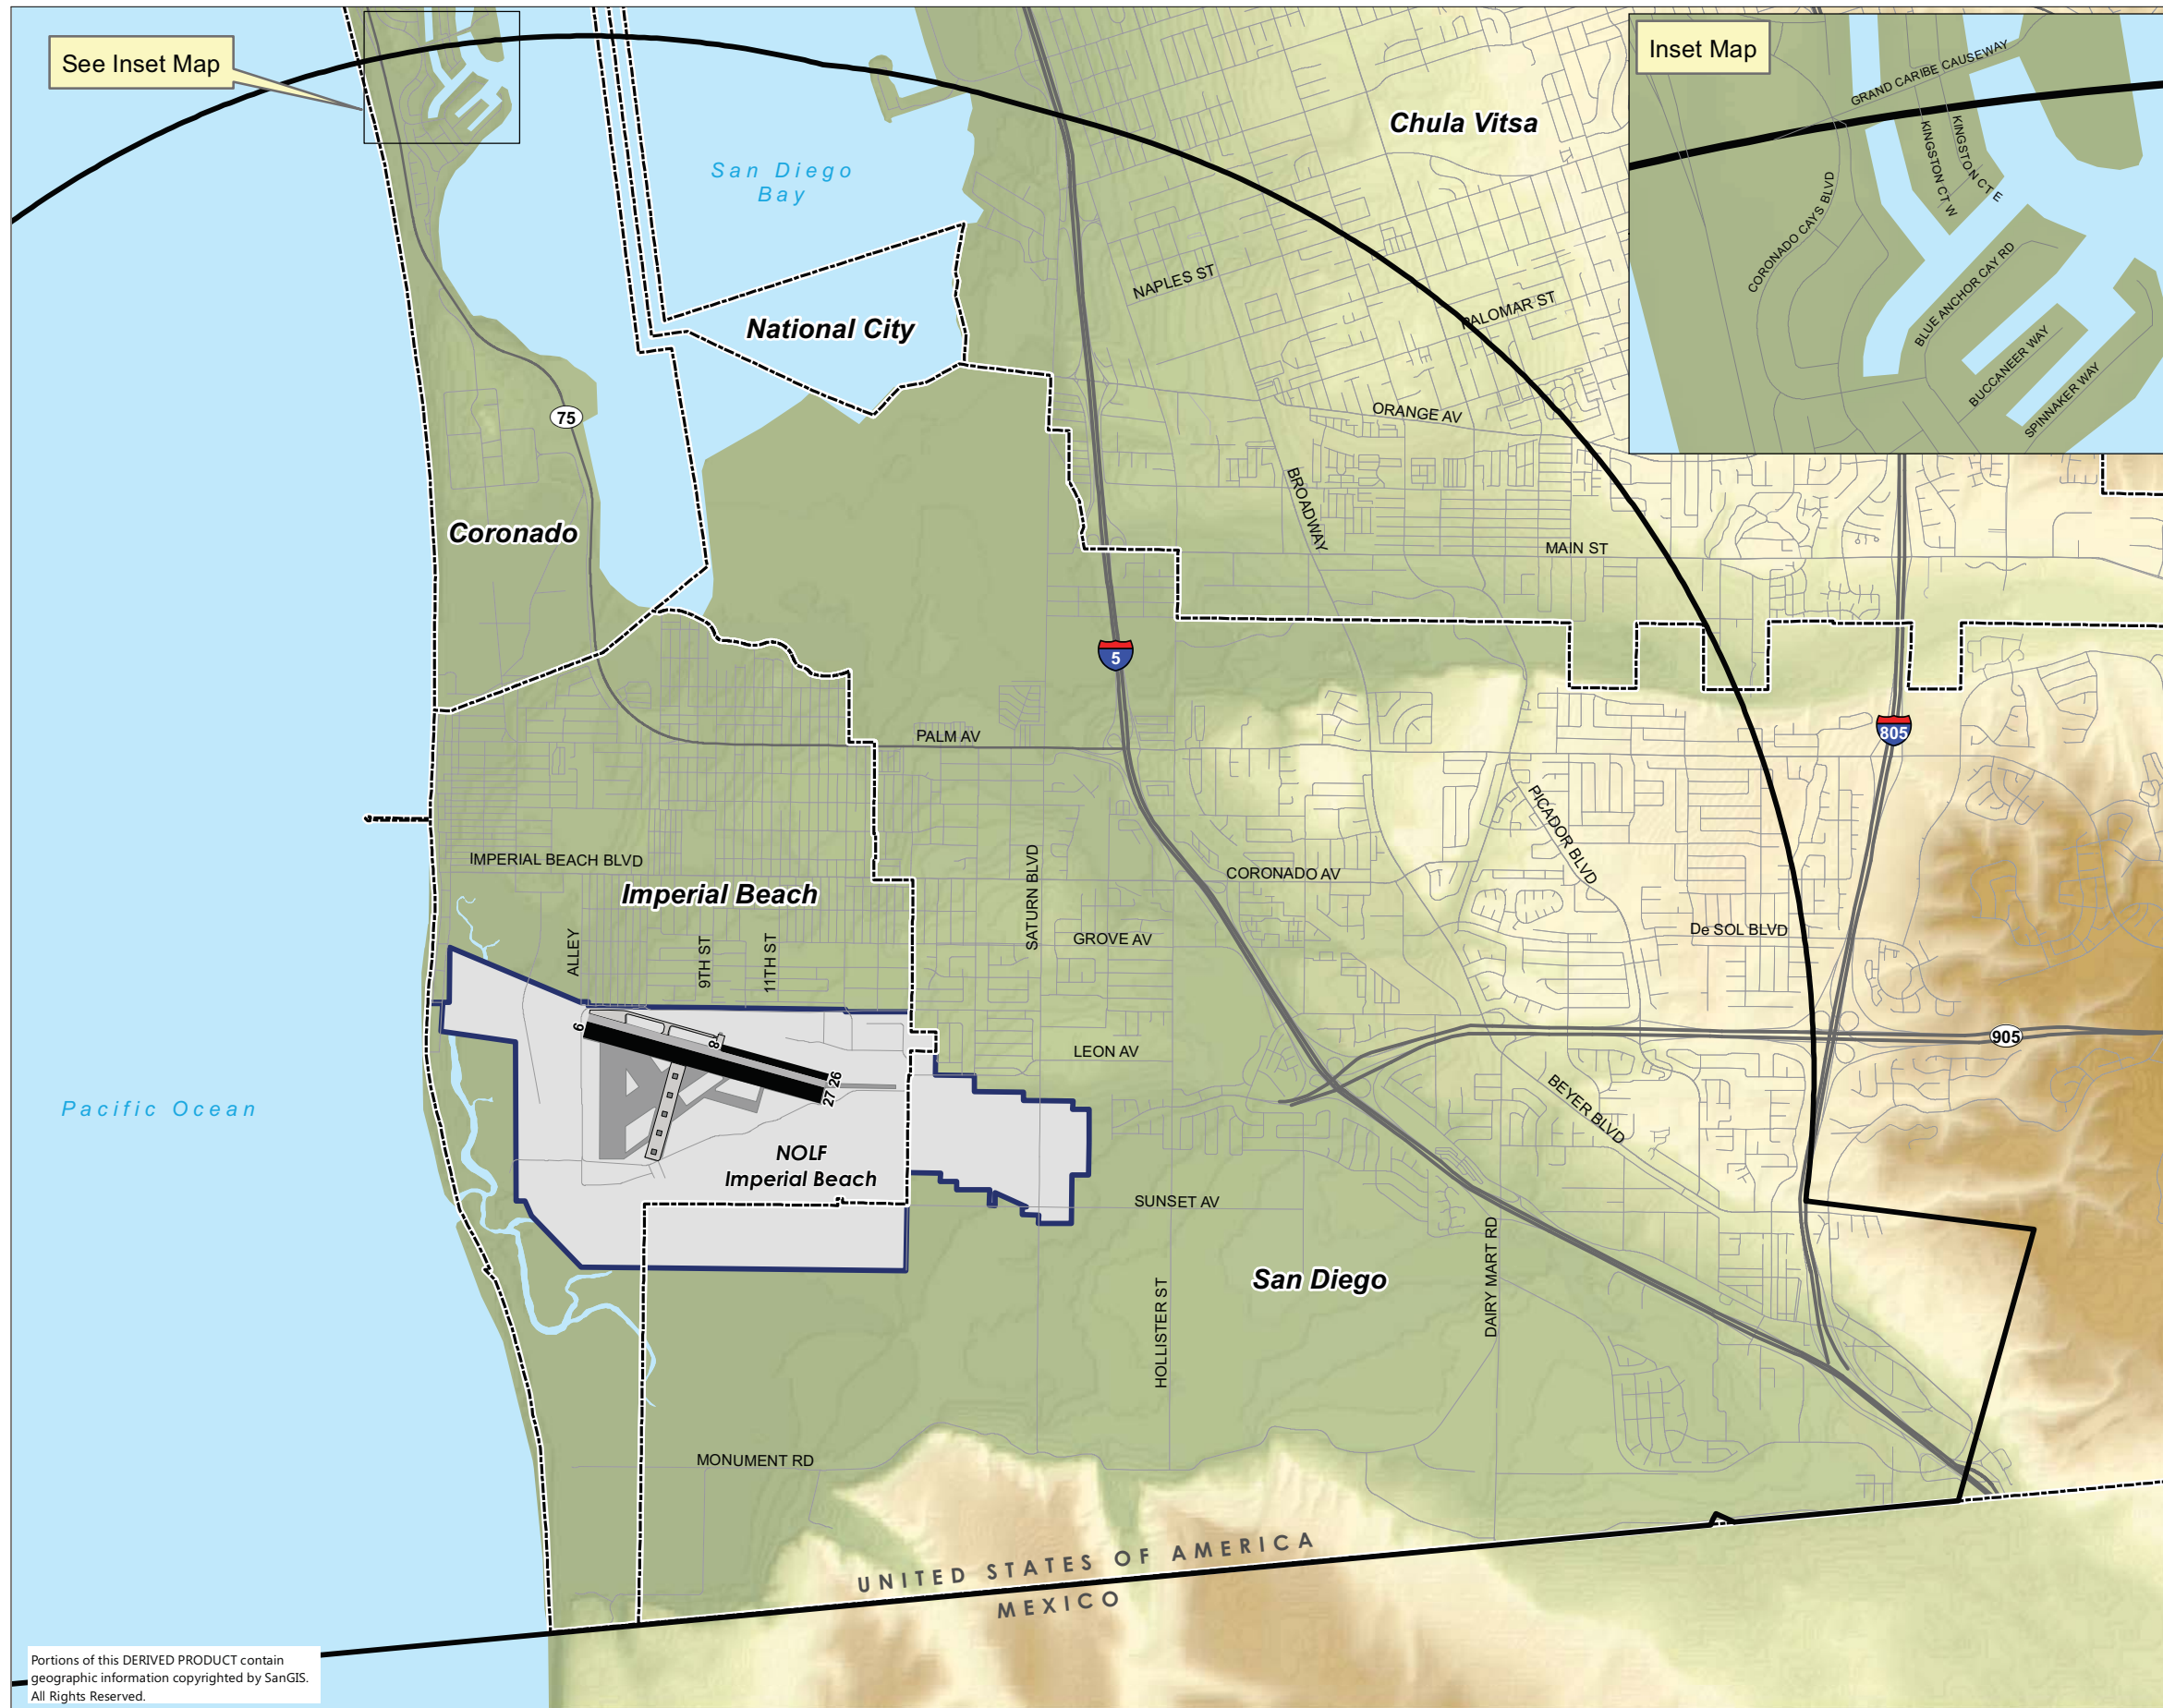 See Inset Map
Inset Map
GRAND CARIBE CAUSEWAY
KINGSTON CT W
KINGSTON CT E
CORONADO CAYS BLVD
BLUE ANCHOR CAY RD
BUCCANEER WAY
SPINNAKER WAY
Chula Vitsa
San Diego
Bay
NAPLES ST
PALOMAR ST
National City
75
ORANGE AV
BROADWAY
Coronado
MAIN ST
5
805
PALM AV
PICADOR BLVD
IMPERIAL BEACH BLVD
CORONADO AV
Imperial Beach
SATURN BLVD
De SOL BLVD
GROVE AV
ALLEY
9TH ST
11TH ST
9
8
26
27
905
LEON AV
Pacific Ocean
BEYER BLVD
NOLF
Imperial Beach
SUNSET AV
San Diego
HOLLISTER ST
DAIRY MART RD
MONUMENT RD
UNITED STATES OF AMERICA
MEXICO
Portions of this DERIVED PRODUCT contain
geographic information copyrighted by SanGIS.
All Rights Reserved.